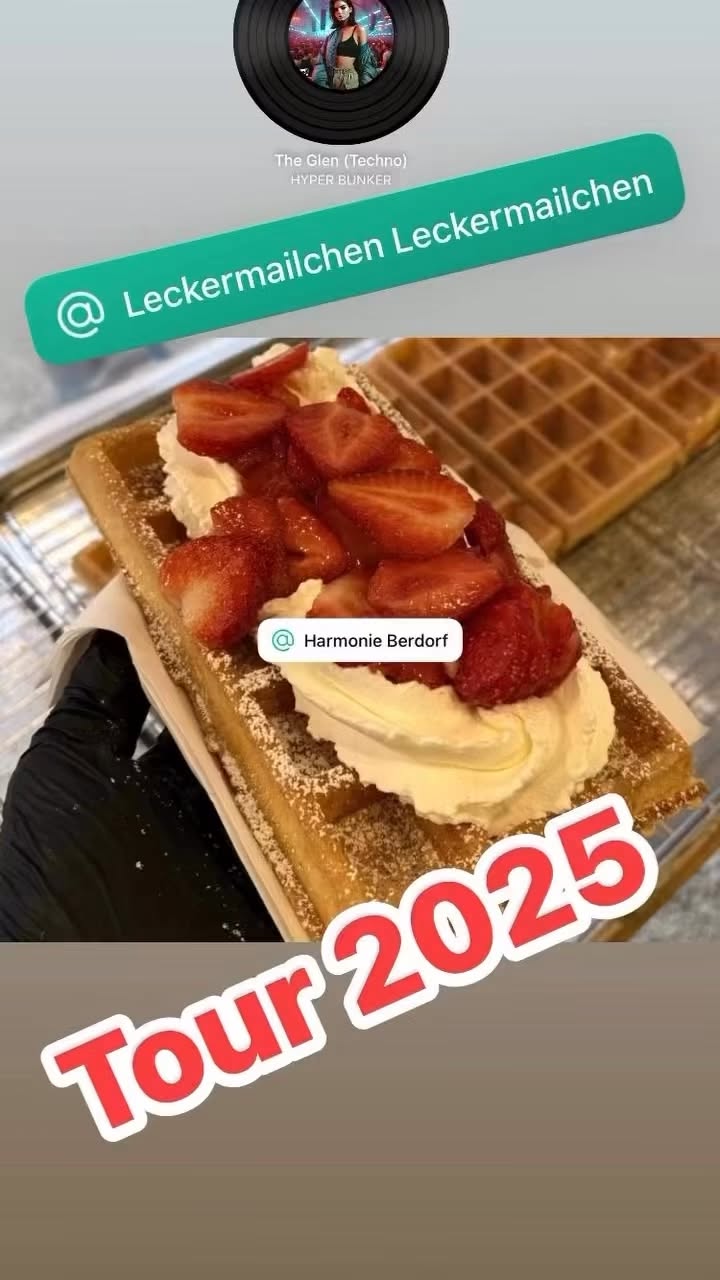 The Glen (Techno)
HYPER BUNKER
@ Leckermailchen Leckermailchen
@ Harmonie Berdorf
Tour 2025